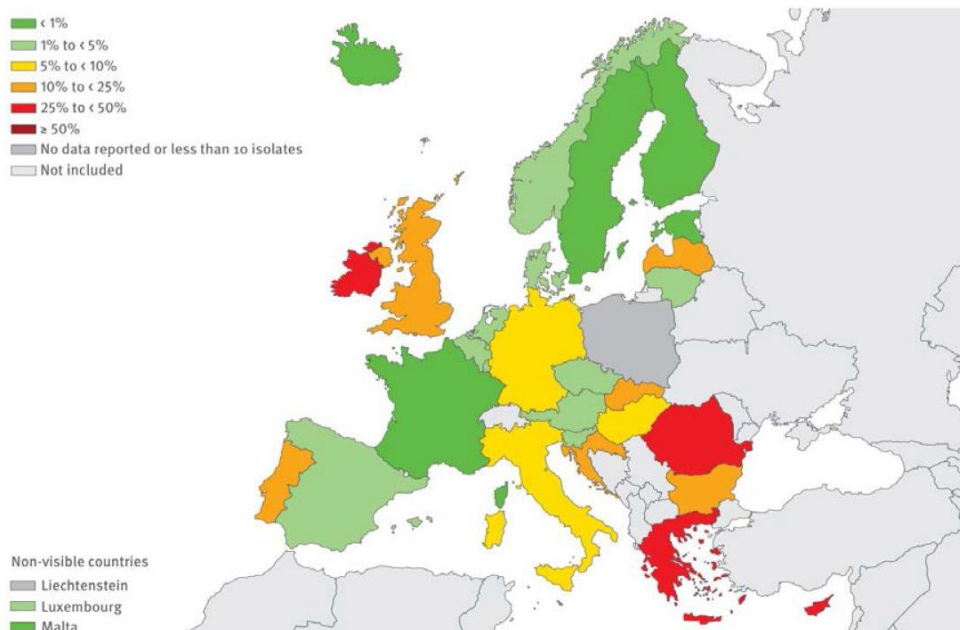 < 1%
1% to < 5%
5% to < 10%
10% to < 25%
25% to < 50%
≥ 50%
No data reported or less than 10 isolates
Not included
Non-visible countries
Liechtenstein
Luxembourg
Malta